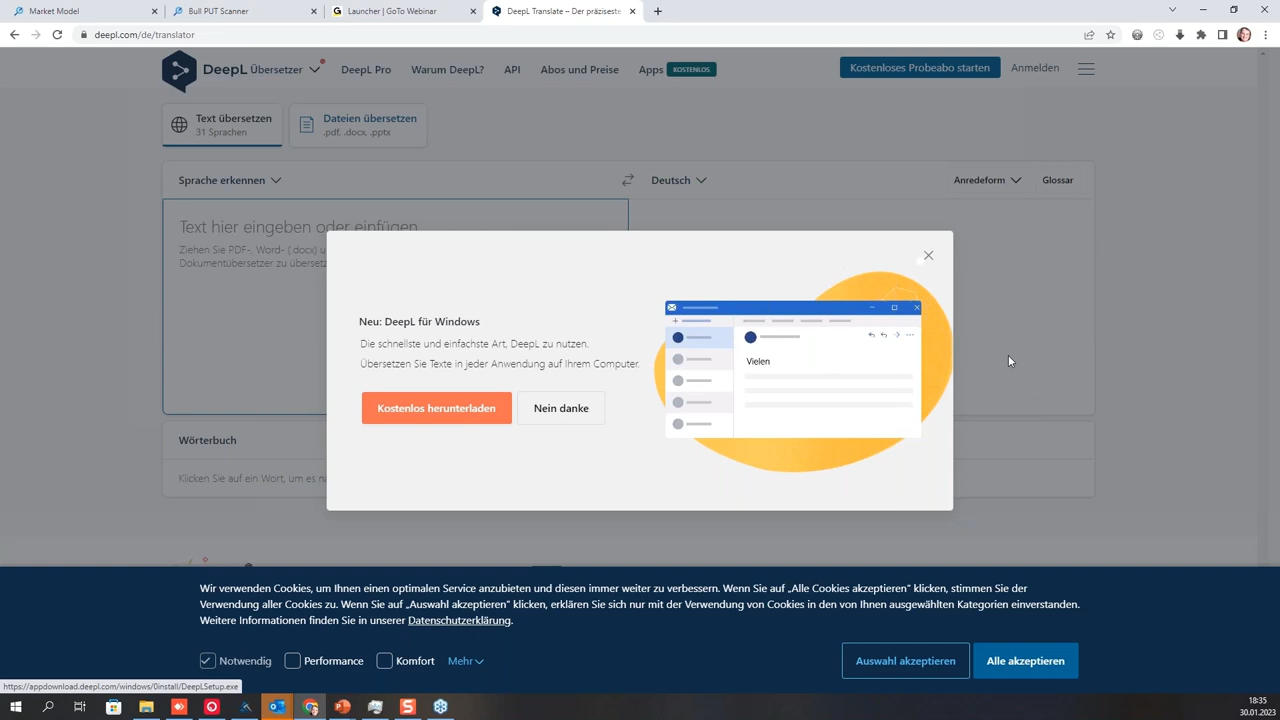 Market Model
Bull PUT Scanner
Launcher | GoTo Webinar
DeepL Translate – Der präziseste
deepl.com/de/translator
DeepL Übersetzer
DeepL Pro
Warum DeepL?
API
Abos und Preise
Apps
KOSTENLOS
Kostenloses Probeabo starten
Anmelden
Text übersetzen
31 Sprachen
Dateien übersetzen
.pdf, .docx, .pptx
Sprache erkennen
Deutsch
Anredeform
Glossar
Text hier eingeben oder einfügen
Ziehen Sie PDF-, Word- (.docx)
Dokumentübersetzer zu
Neu: DeepL für Windows
Die schnellste und einfachste Art, DeepL zu nutzen.
Übersetzen Sie Texte in jeder Anwendung auf Ihrem Computer.
Kostenlos herunterladen
Nein danke
Vielen
Wörterbuch
Klicken Sie auf ein Wort, um es
Wir verwenden Cookies, um Ihnen einen optimalen Service anzubieten und diesen immer weiter zu verbessern. Wenn Sie auf „Alle Cookies akzeptieren“ klicken, stimmen Sie der
Verwendung aller Cookies zu. Wenn Sie auf „Auswahl akzeptieren“ klicken, erklären Sie sich nur mit der Verwendung von Cookies in den von Ihnen ausgewählten Kategorien einverstanden.
Weitere Informationen finden Sie in unserer Datenschutzerklärung.
Notwendig
Performance
Komfort
Mehr
Auswahl akzeptieren
Alle akzeptieren
https://appdownload.deepl.com/windows/0install/DeepLSetup.exe
18:35
30.01.2023